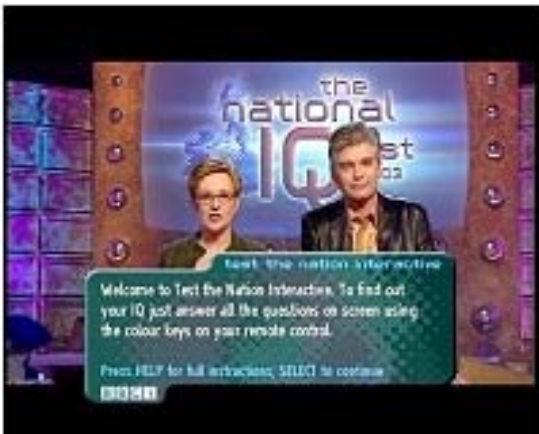 the
national
IQ
st
03
test the nation interactive
Welcome to Test the Nation Interactive. To find out
your IQ just answer all the questions on screen using
the colour keys on your remote control.
Press HELP for full instructions, SELECT to continue
BBC 1